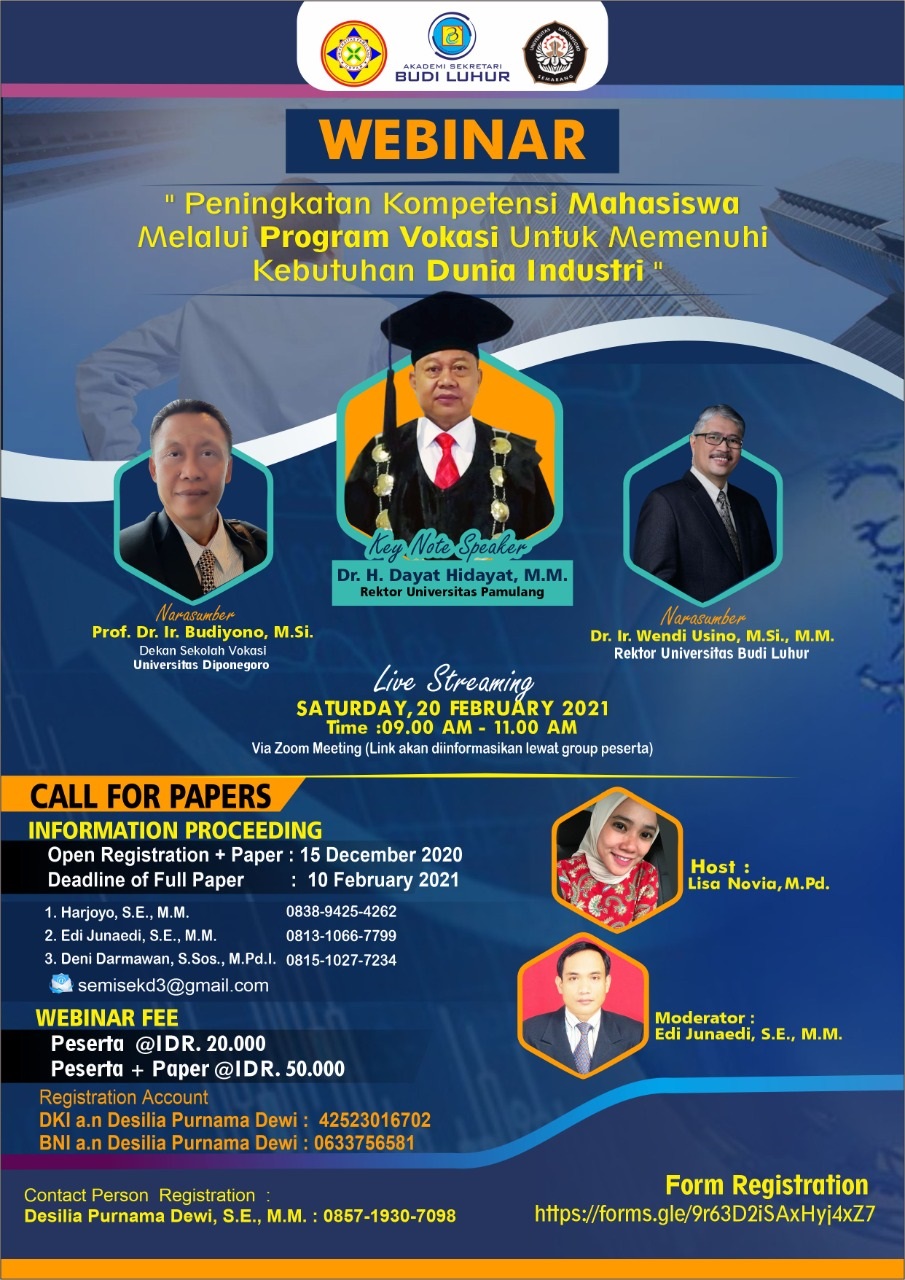 AKADEMI SEKRETARI
BUDI LUHUR
UNIVERSITAS DIPONEGORO
SEMARANG
WEBINAR
" Peningkatan Kompetensi Mahasiswa
Melalui Program Vokasi Untuk Memenuhi
Kebutuhan Dunia Industri "
Key Note Speaker
Dr. H. Dayat Hidayat, M.M.
Rektor Universitas Pamulang
Narasumber
Prof. Dr. Ir. Budiyono, M.Si.
Dekan Sekolah Vokasi
Universitas Diponegoro
Narasumber
Dr. Ir. Wendi Usino, M.Si., M.M.
Rektor Universitas Budi Luhur
Live Streaming
SATURDAY, 20 FEBRUARY 2021
Time :09.00 AM - 11.00 AM
Via Zoom Meeting (Link akan diinformasikan lewat group peserta)
CALL FOR PAPERS
INFORMATION PROCEEDING
Open Registration + Paper : 15 December 2020
Deadline of Full Paper : 10 February 2021
1. Harjoyo, S.E., M.M. 0838-9425-4262
2. Edi Junaedi, S.E., M.M. 0813-1066-7799
3. Deni Darmawan, S.Sos., M.Pd.I. 0815-1027-7234
semisekd3@gmail.com
Host :
Lisa Novia, M.Pd.
Moderator :
Edi Junaedi, S.E., M.M.
WEBINAR FEE
Peserta @IDR. 20.000
Peserta + Paper @IDR. 50.000
Registration Account
DKI a.n Desilia Purnama Dewi : 42523016702
BNI a.n Desilia Purnama Dewi : 0633756581
Contact Person Registration :
Desilia Purnama Dewi, S.E., M.M. : 0857-1930-7098
Form Registration
https://forms.gle/9r63D2iSAxHyj4xZ7